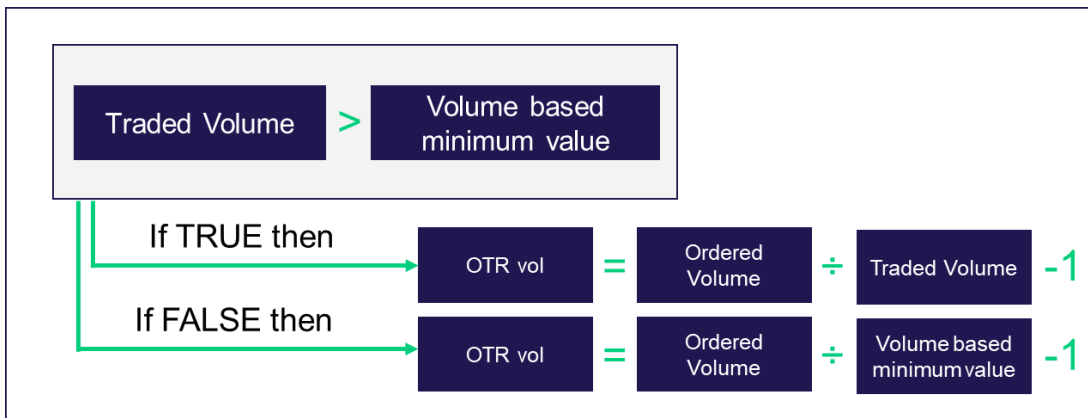 Traded Volume > Volume based
minimum value
If TRUE then
OTR vol = Ordered
Volume ÷ Traded Volume -1
If FALSE then
OTR vol = Ordered
Volume ÷ Volume based
minimum value -1